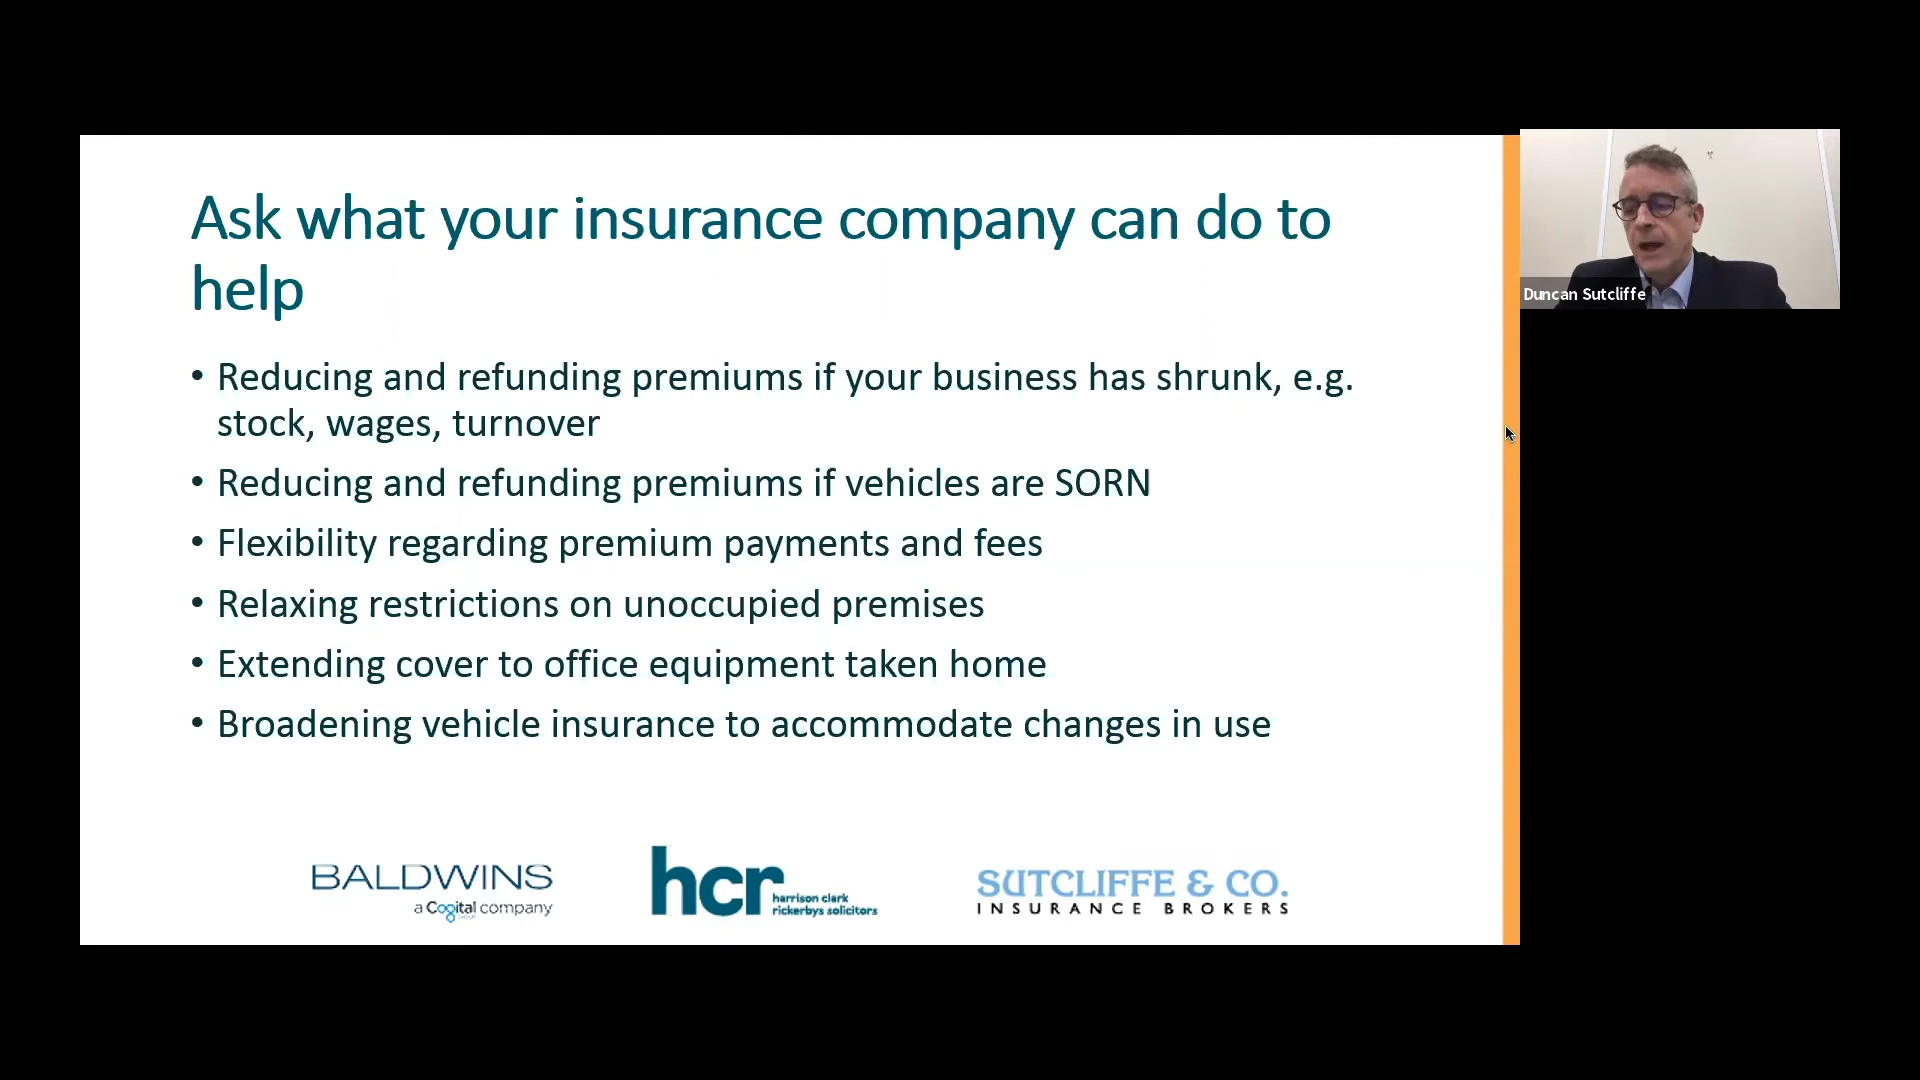 Ask what your insurance company can do to
help
• Reducing and refunding premiums if your business has shrunk, e.g.
stock, wages, turnover
• Reducing and refunding premiums if vehicles are SORN
• Flexibility regarding premium payments and fees
• Relaxing restrictions on unoccupied premises
• Extending cover to office equipment taken home
• Broadening vehicle insurance to accommodate changes in use
BALDWINS
a Cogital company
hcr
harrison clark
rickerbys solicitors
SUTCLIFFE & CO.
INSURANCE BROKERS
Duncan Sutcliffe